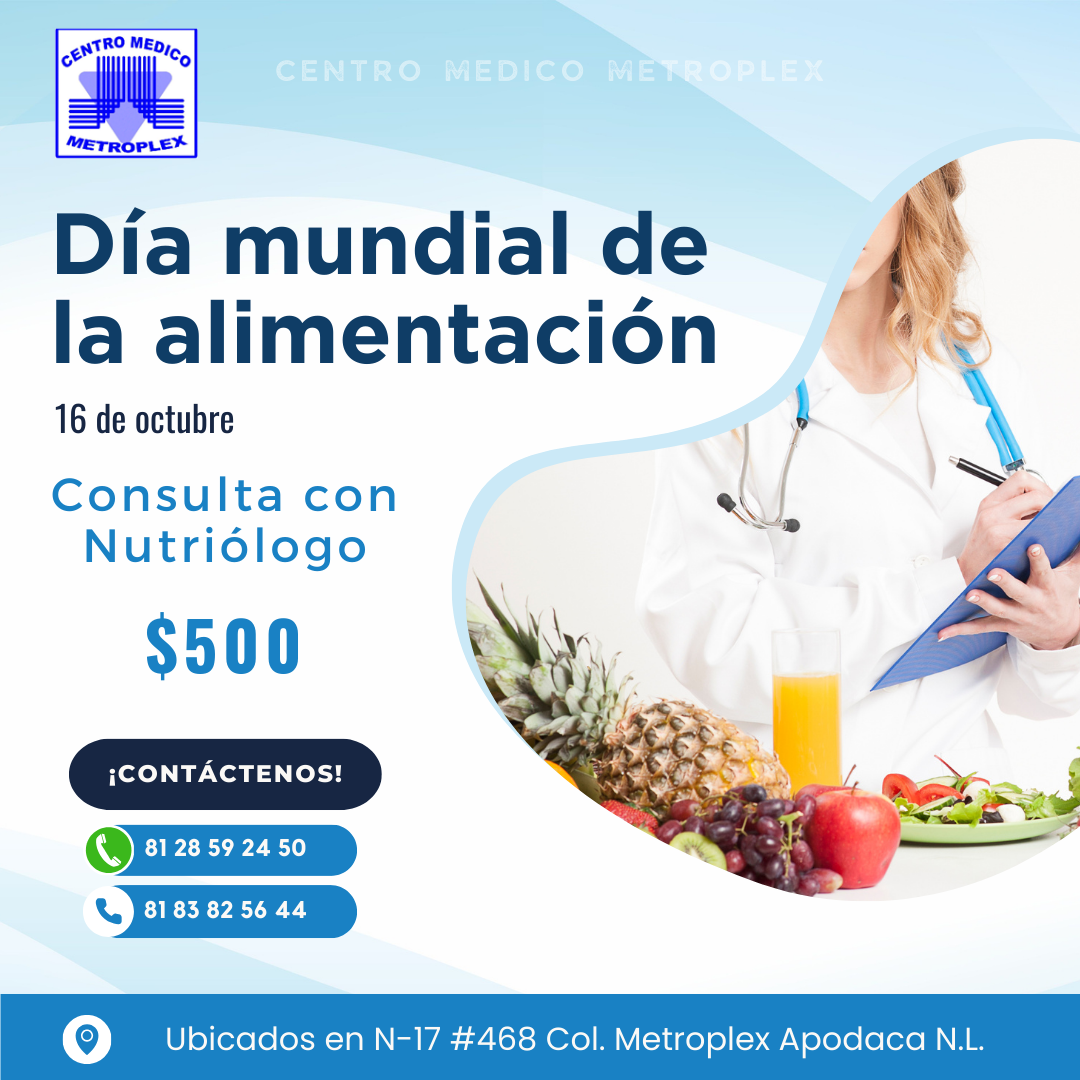 CENTRO MEDICO
METROPLEX
CENTRO MEDICO METROPLEX
Día mundial de
la alimentación
16 de octubre
Consulta con
Nutriólogo
$500
¡CONTÁCTENOS!
81 28 59 24 50
81 83 82 56 44
Ubicados en N-17 #468 Col. Metroplex Apodaca N.L.